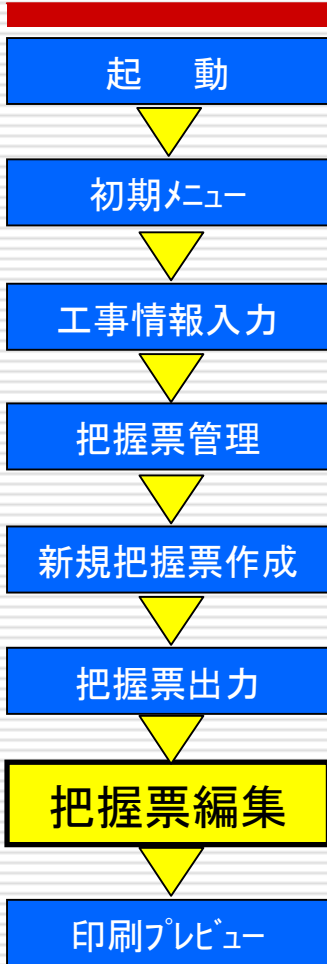 起　動
初期ﾒﾆｭｰ
工事情報入力
把握票管理
新規把握票作成
把握票出力
把握票編集
印刷ﾌﾟﾚﾋﾞｭｰ